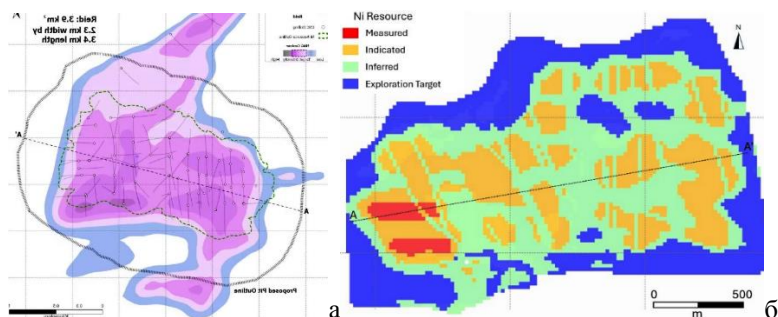 Reid: 3.9 km²
2.3 km width by
3.4 km length
A'
A
Proposed Pit Outline
а
Ni Resource
Measured
Indicated
Inferred
Exploration Target
N
A
A'
0 500
m
б